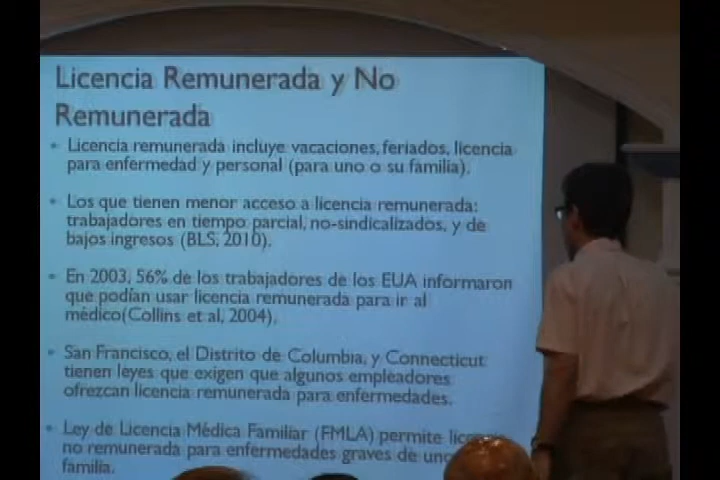 Licencia Remunerada y No
Remunerada
Licencia remunerada incluye vacaciones, feriados, licencia
para enfermedad y personal (para uno o su familia).
Los que tienen menor acceso a licencia remunerada:
trabajadores en tiempo parcial, no-sindicalizados, y de
bajos ingresos (BLS, 2010).
En 2003, 56% de los trabajadores de los EUA informaron
que podían usar licencia remunerada para ir al
médico(Collins et al, 2004).
San Francisco, el Distrito de Columbia, y Connecticut
tienen leyes que exigen que algunos empleadores
ofrezcan licencia remunerada para enfermedades.
Ley de Licencia Médica Familiar (FMLA) permite
no remunerada para enfermedades graves de uno
familia.